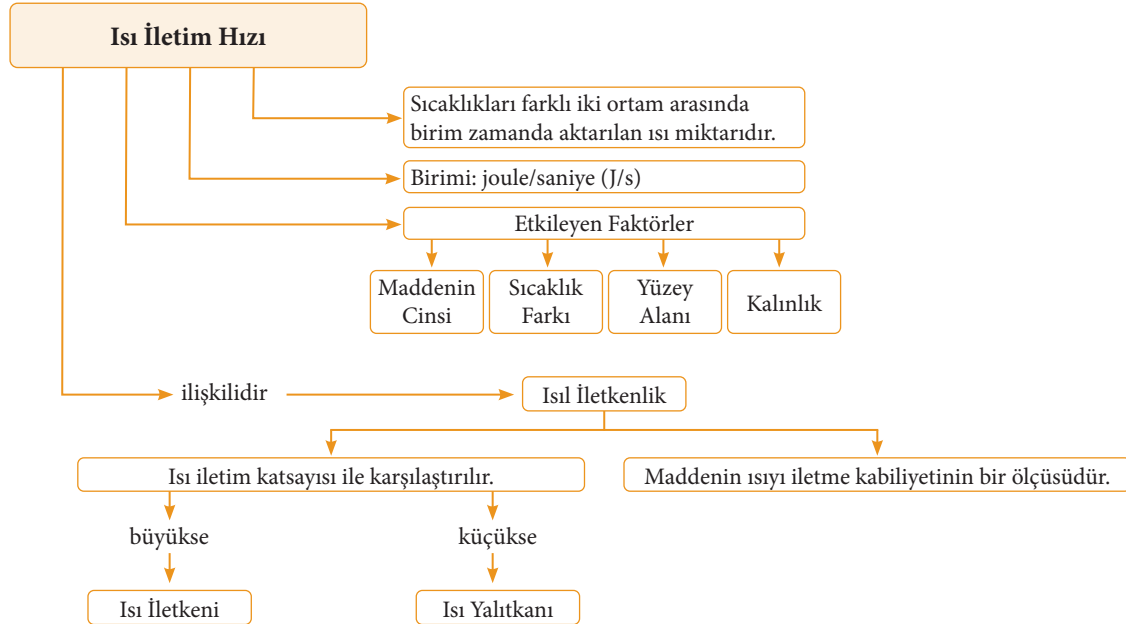 Isı İletim Hızı
Sıcaklıkları farklı iki ortam arasında
birim zamanda aktarılan ısı miktarıdır.
Birimi: joule/saniye (J/s)
Etkileyen Faktörler
Maddenin
Cinsi
Sıcaklık
Farkı
Yüzey
Alanı
Kalınlık
ilişkilidir
Isıl İletkenlik
Isı iletim katsayısı ile karşılaştırılır.
Maddenin ısıyı iletme kabiliyetinin bir ölçüsüdür.
büyükse
küçükse
Isı İletkeni
Isı Yalıtkanı